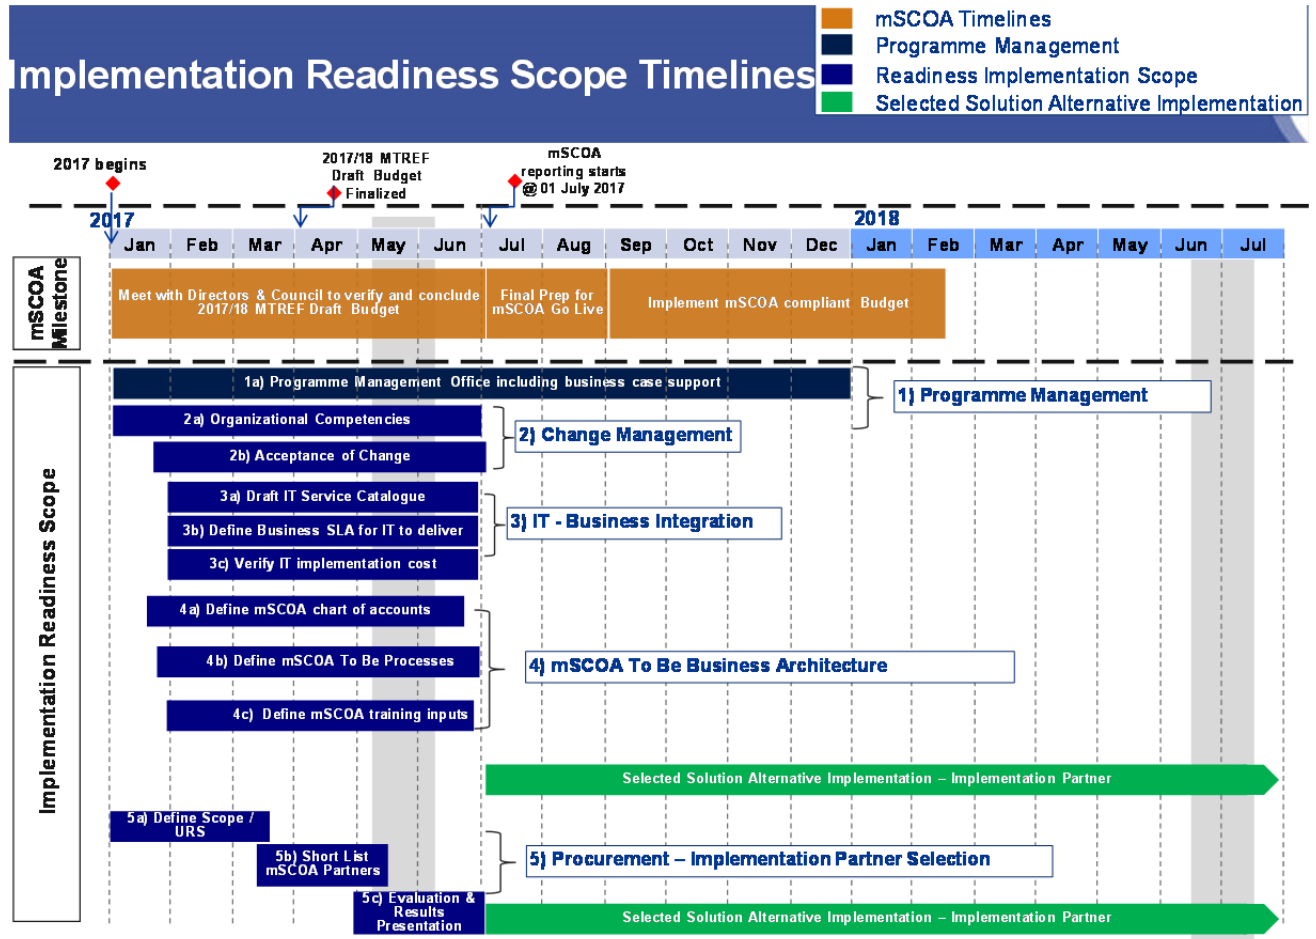 Implementation Readiness Scope Timelines
mSCOA Timelines
Programme Management
Readiness Implementation Scope
Selected Solution Alternative Implementation
2017 begins
2017/18 MTREF
Draft Budget
Finalized
mSCOA
reporting starts
@ 01 July 2017
2017
2018
Jan Feb Mar Apr May Jun Jul Aug Sep Oct Nov Dec Jan Feb Mar Apr May Jun Jul
mSCOA
Milestone
Meet with Directors & Council to verify and conclude
2017/18 MTREF Draft Budget
Final Prep for
mSCOA Go Live
Implement mSCOA compliant Budget
Implementation Readiness Scope
1a) Programme Management Office including business case support
1) Programme Management
2a) Organizational Competencies
2) Change Management
2b) Acceptance of Change
3a) Draft IT Service Catalogue
3b) Define Business SLA for IT to deliver
3) IT - Business Integration
3c) Verify IT implementation cost
4a) Define mSCOA chart of accounts
4b) Define mSCOA To Be Processes
4) mSCOA To Be Business Architecture
4c) Define mSCOA training inputs
Selected Solution Alternative Implementation – Implementation Partner
5a) Define Scope /
URS
5b) Short List
mSCOA Partners
5) Procurement – Implementation Partner Selection
5c) Evaluation &
Results
Presentation
Selected Solution Alternative Implementation – Implementation Partner